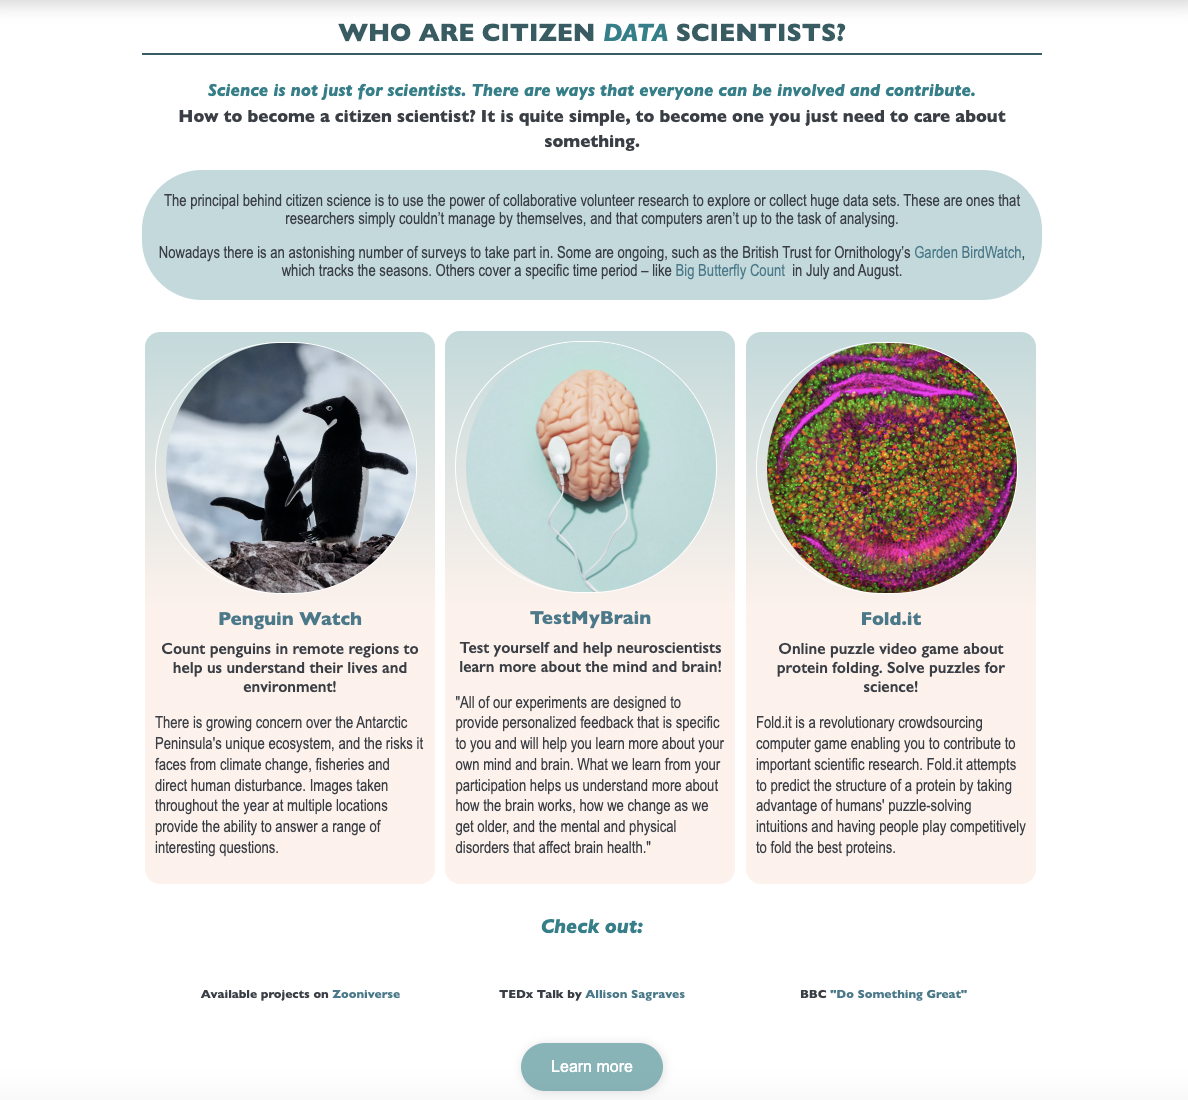 WHO ARE CITIZEN DATA SCIENTISTS?
Science is not just for scientists. There are ways that everyone can be involved and contribute.
How to become a citizen scientist? It is quite simple, to become one you just need to care about
something.
The principal behind citizen science is to use the power of collaborative volunteer research to explore or collect huge data sets. These are ones that
researchers simply couldn’t manage by themselves, and that computers aren’t up to the task of analysing.
Nowadays there is an astonishing number of surveys to take part in. Some are ongoing, such as the British Trust for Ornithology’s Garden BirdWatch,
which tracks the seasons. Others cover a specific time period – like Big Butterfly Count in July and August.
Penguin Watch
Count penguins in remote regions to
help us understand their lives and
environment!
There is growing concern over the Antarctic
Peninsula's unique ecosystem, and the risks it
faces from climate change, fisheries and
direct human disturbance. Images taken
throughout the year at multiple locations
provide the ability to answer a range of
interesting questions.
TestMyBrain
Test yourself and help neuroscientists
learn more about the mind and brain!
"All of our experiments are designed to
provide personalized feedback that is specific
to you and will help you learn more about your
own mind and brain. What we learn from your
participation helps us understand more about
how the brain works, how we change as we
get older, and the mental and physical
disorders that affect brain health."
Fold.it
Online puzzle video game about
protein folding. Solve puzzles for
science!
Fold.it is a revolutionary crowdsourcing
computer game enabling you to contribute to
important scientific research. Fold.it attempts
to predict the structure of a protein by taking
advantage of humans' puzzle-solving
intuitions and having people play competitively
to fold the best proteins.
Check out:
Available projects on Zooniverse
TEDx Talk by Allison Sagraves
BBC "Do Something Great"
Learn more